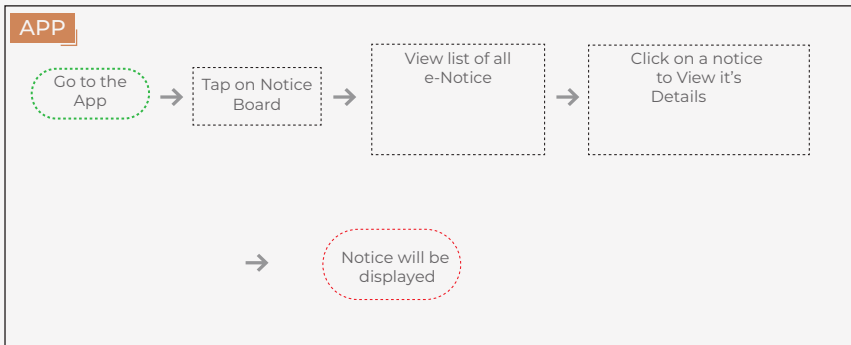 APP
Go to the
App
Tap on Notice
Board
View list of all
e-Notice
Click on a notice
to View it's
Details
Notice will be
displayed